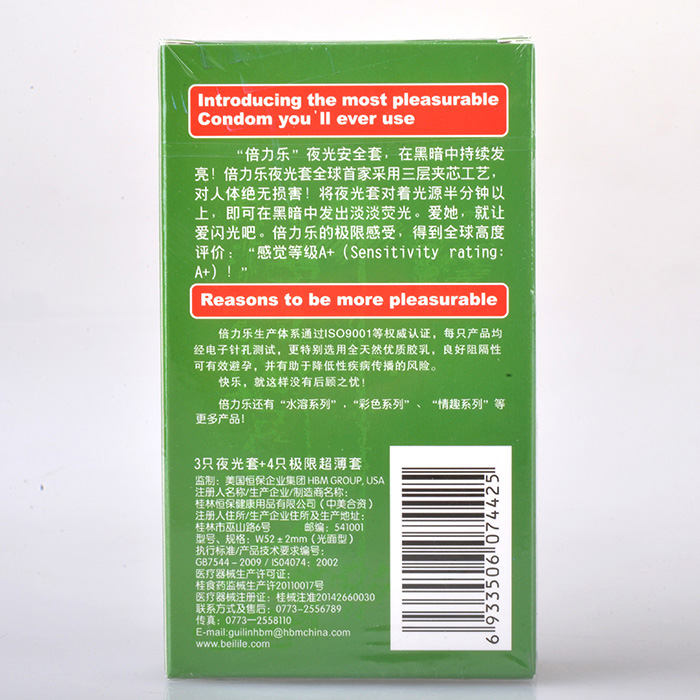 Introducing the most pleasurable
Condom you'll ever use
“倍力乐”夜光安全套，在黑暗中持续发
亮！倍力乐夜光套全球首家采用三层夹芯工艺，
对人体绝无损害！将夜光套对着光源半分钟以
上，即可在黑暗中发出淡淡荧光。爱她，就让
爱闪光吧。倍力乐的极限感受，得到全球高度
评价：“感觉等级A+（Sensitivity rating:
A+）！”
Reasons to be more pleasurable
倍力乐生产体系通过ISO9001等权威认证，每只产品均
经电子针孔测试，更特别选用全天然优质胶乳，良好阻隔性
可有效避孕，并有助于降低性疾病传播的风险。
快乐，就这样没有后顾之忧！
倍力乐还有“水溶系列”、“彩色系列”、“情趣系列”等
更多产品！
3只夜光套+4只极限超薄套
监制：美国恒保企业集团 HBM GROUP, USA
注册人名称/生产企业/制造商名称：
桂林恒保健康用品有限公司（中美合资）
注册人住所/生产企业住所及生产地址：
桂林市巫山路6号 邮编：541001
型号、规格：W52±2mm（光面型）
执行标准/产品技术要求编号：
GB7544-2009 / ISO4074：2002
医疗器械生产许可证：
桂食药监械生产许20110017号
医疗器械注册证：桂械注准20142660030
联系方式及售后：0773-2556789
传真：0773-2558110
E-mail:guilinhbm@hbmchina.com
www.beilile.com
6933506074425